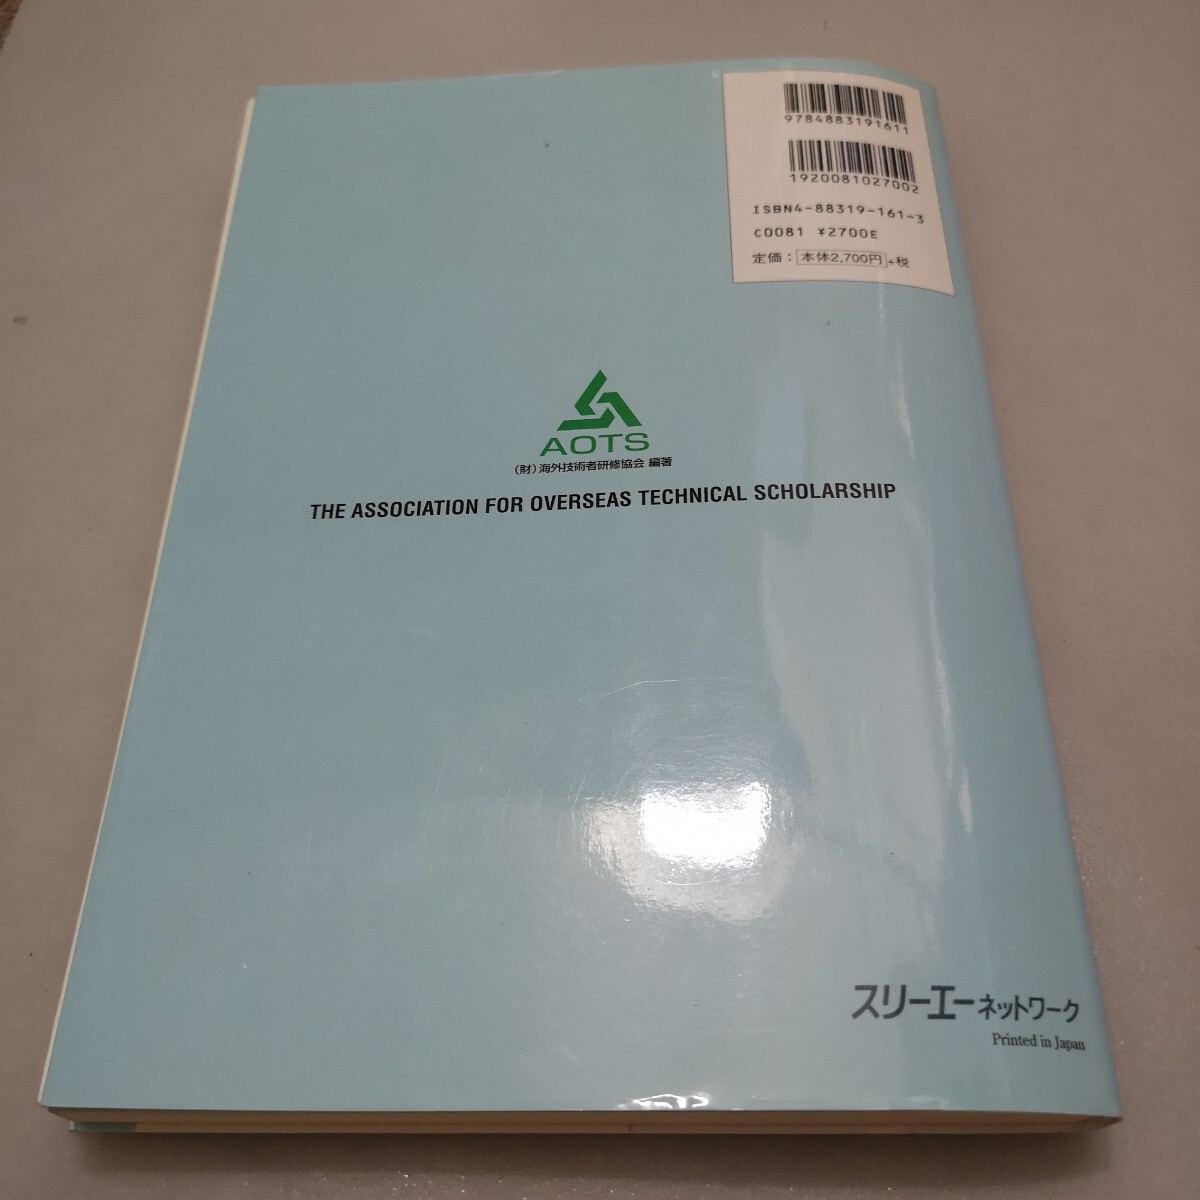 9784883191611
1920081027002
ISBN4-88319-161-3
C0081 ¥2700E
定価：本体2,700円+税
AOTS
（財）海外技術者研修協会 編著
THE ASSOCIATION FOR OVERSEAS TECHNICAL SCHOLARSHIP
スリーエーネットワーク
Printed in Japan